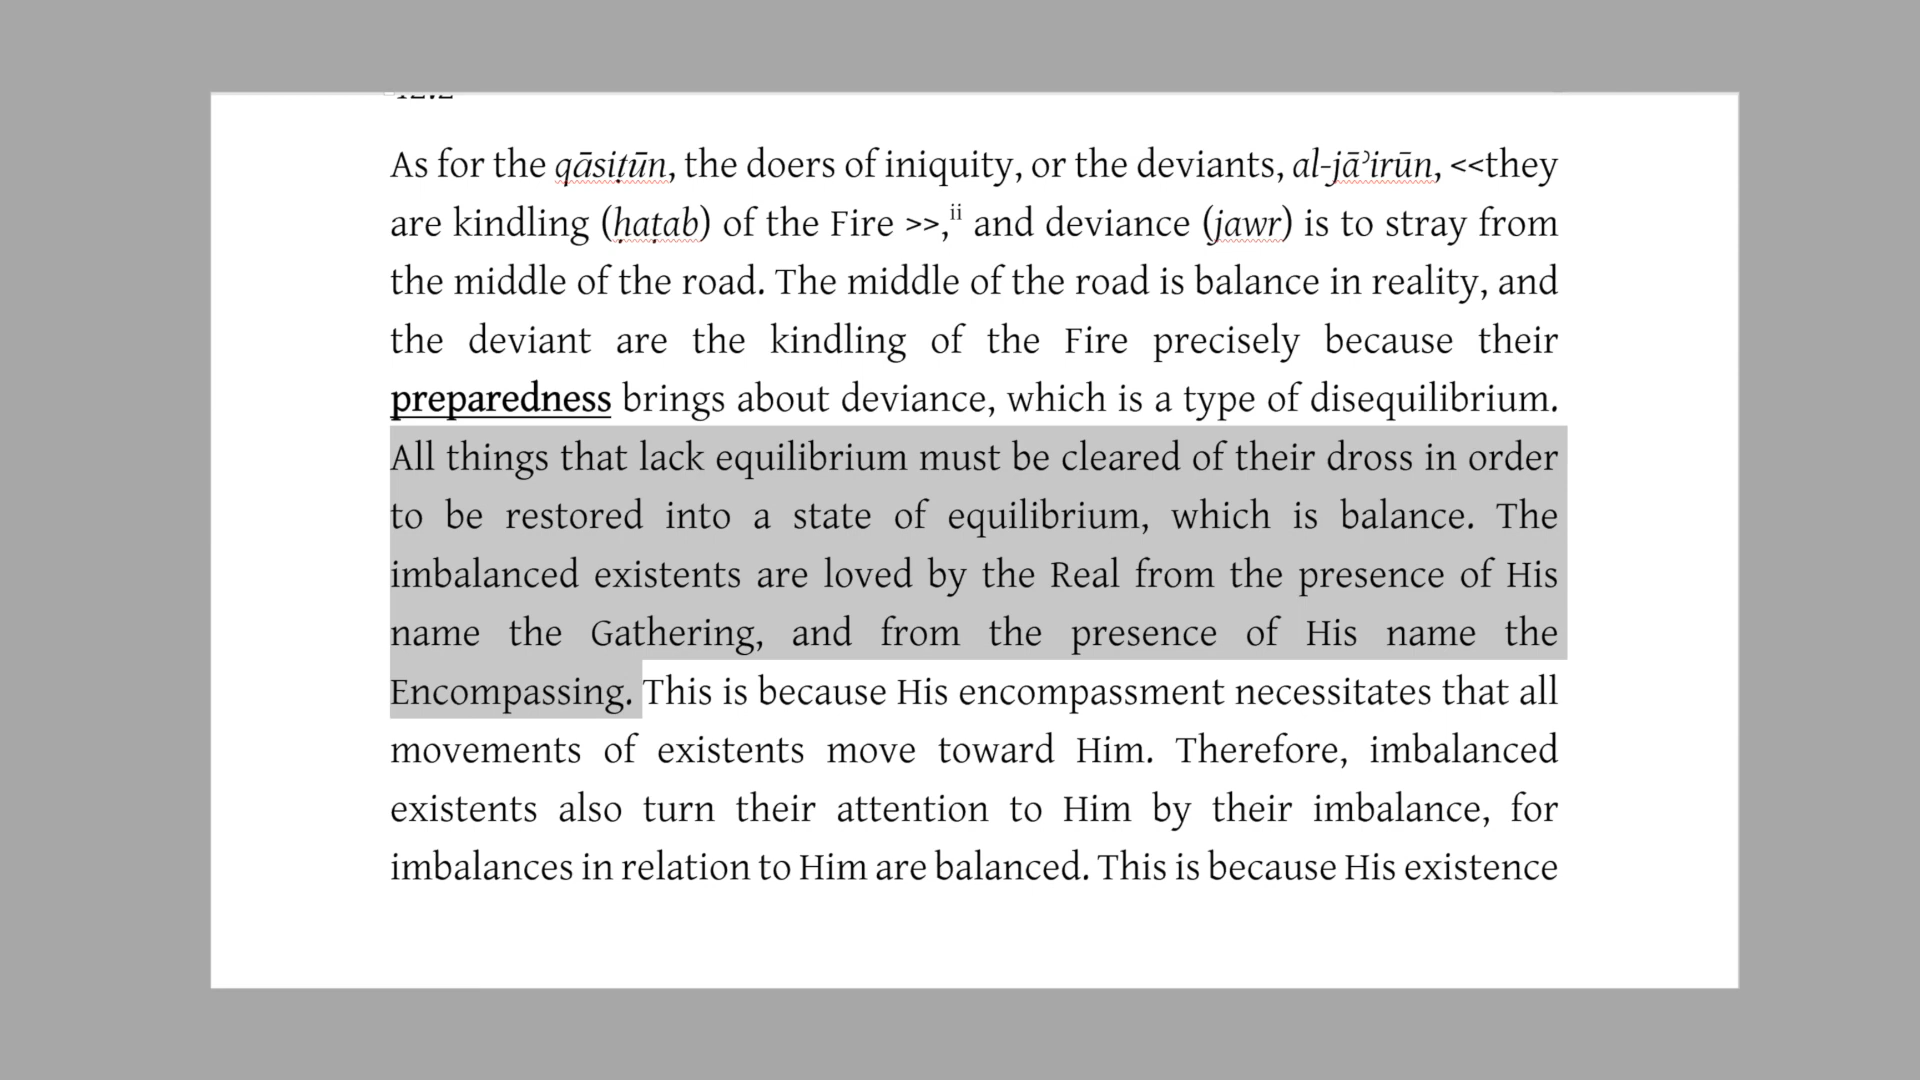 As for the qāsiṭūn, the doers of iniquity, or the deviants, al-jāʾirūn, <<they
are kindling (ḥaṭab) of the Fire >>,ii and deviance (jawr) is to stray from
the middle of the road. The middle of the road is balance in reality, and
the deviant are the kindling of the Fire precisely because their
preparedness brings about deviance, which is a type of disequilibrium.
All things that lack equilibrium must be cleared of their dross in order
to be restored into a state of equilibrium, which is balance. The
imbalanced existents are loved by the Real from the presence of His
name the Gathering, and from the presence of His name the
Encompassing. This is because His encompassment necessitates that all
movements of existents move toward Him. Therefore, imbalanced
existents also turn their attention to Him by their imbalance, for
imbalances in relation to Him are balanced. This is because His existence